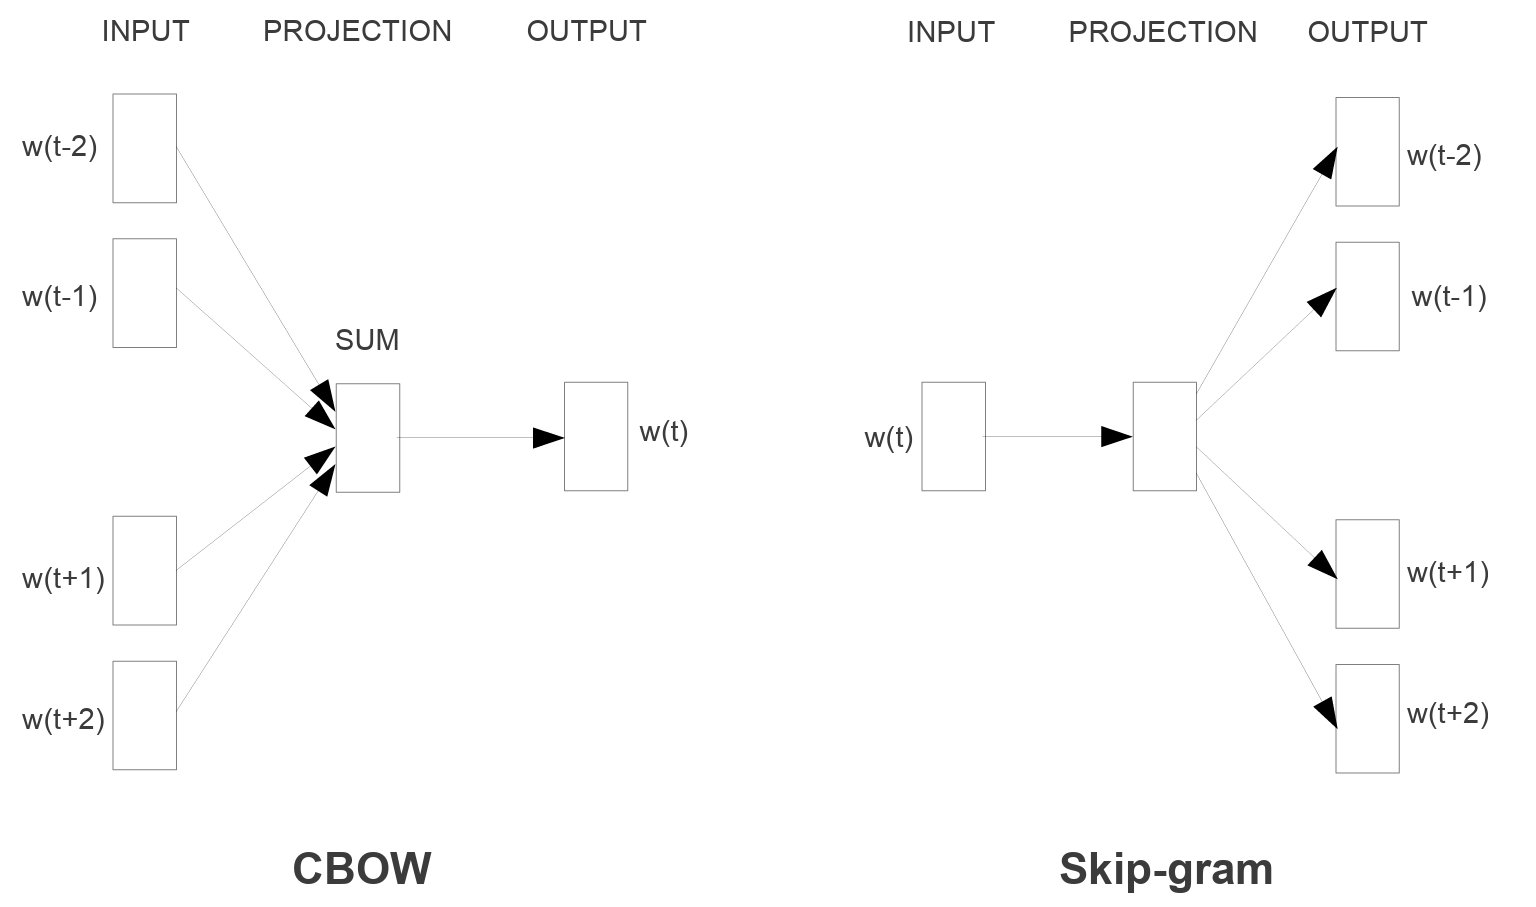 INPUT PROJECTION OUTPUT
w(t-2)
w(t-1)
SUM
w(t)
w(t+1)
w(t+2)
CBOW
INPUT PROJECTION OUTPUT
w(t-2)
w(t-1)
w(t)
w(t+1)
w(t+2)
Skip-gram